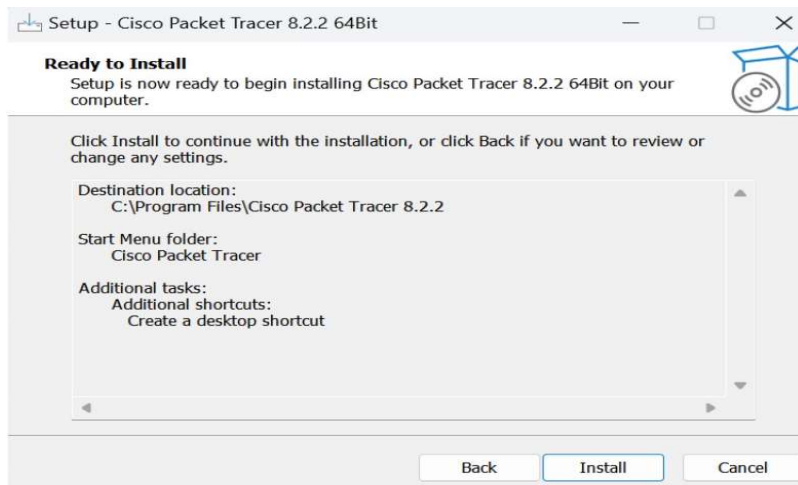 Setup - Cisco Packet Tracer 8.2.2 64Bit
Ready to Install
Setup is now ready to begin installing Cisco Packet Tracer 8.2.2 64Bit on your
computer.
Click Install to continue with the installation, or click Back if you want to review or
change any settings.
Destination location:
C:\Program Files\Cisco Packet Tracer 8.2.2
Start Menu folder:
Cisco Packet Tracer
Additional tasks:
Additional shortcuts:
Create a desktop shortcut
Back Install Cancel